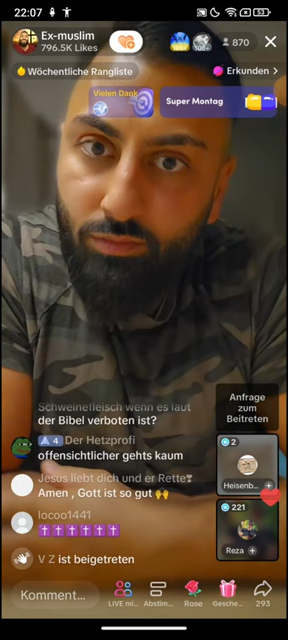 22:07
53
Ex-muslim
796.5K Likes
100+
870
Wöchentliche Rangliste
Erkunden
Vielen Dank
Super Montag
Schweinefleisch wenn es laut
der Bibel verboten ist?
4 Der Hetzprofi
offensichtlicher gehts kaum
Jesus liebt dich und er Rette❣
Amen , Gott ist so gut 🙌
locoo1441
✝️✝️✝️✝️✝️✝️
V Z ist beigetreten
Anfrage
zum
Beitreten
2
Heisenb...
221
Reza
Komment...
LIVE mi...
Abstim...
Rose
Gesche...
293